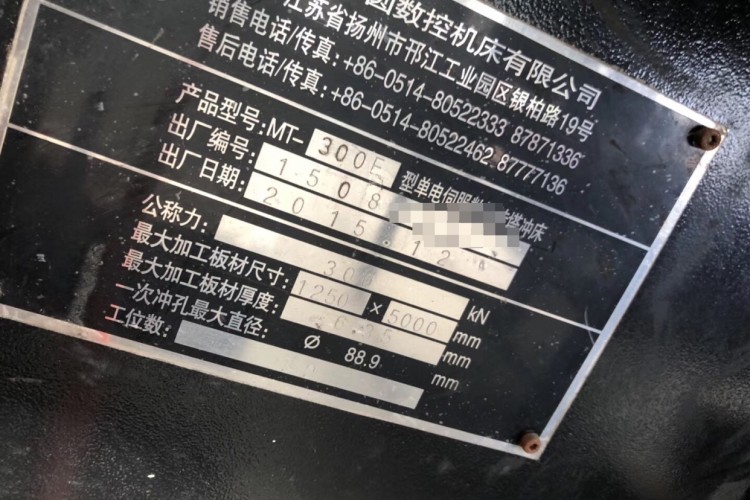 数控机床有限公司
江苏省扬州市邗江工业园区银柏路19号
销售电话/传真: +86-0514-80522333 87871336
售后电话/传真: +86-0514-80522462 87777136
产品型号: MT- 300E 型单电伺服 塔冲床
出厂编号: 1508
出厂日期: 2015.12
公称力: 300 kN
最大加工板材尺寸: 1250 × 5000 mm
最大加工板材厚度: 6.35 mm
一次冲孔最大直径: Ø 88.9 mm
工位数: